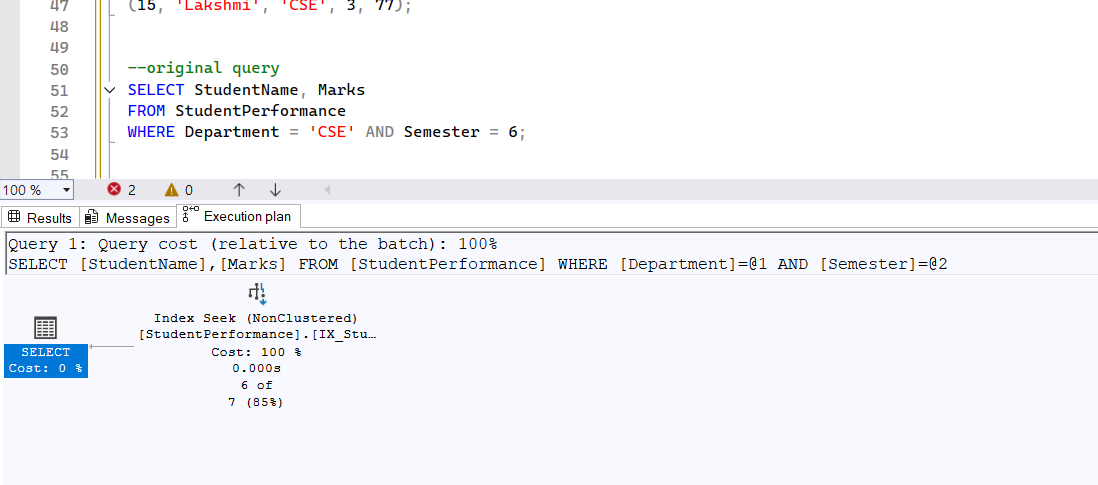 47 (15, 'Lakshmi', 'CSE', 3, 77);
48
49
50 --original query
51 SELECT StudentName, Marks
52 FROM StudentPerformance
53 WHERE Department = 'CSE' AND Semester = 6;
54
55
100 % 2 0
Results Messages Execution plan
Query 1: Query cost (relative to the batch): 100%
SELECT [StudentName],[Marks] FROM [StudentPerformance] WHERE [Department]=@1 AND [Semester]=@2
Index Seek (NonClustered)
[StudentPerformance].[IX_Stu…
Cost: 100 %
0.000s
6 of
7 (85%)
SELECT
Cost: 0 %